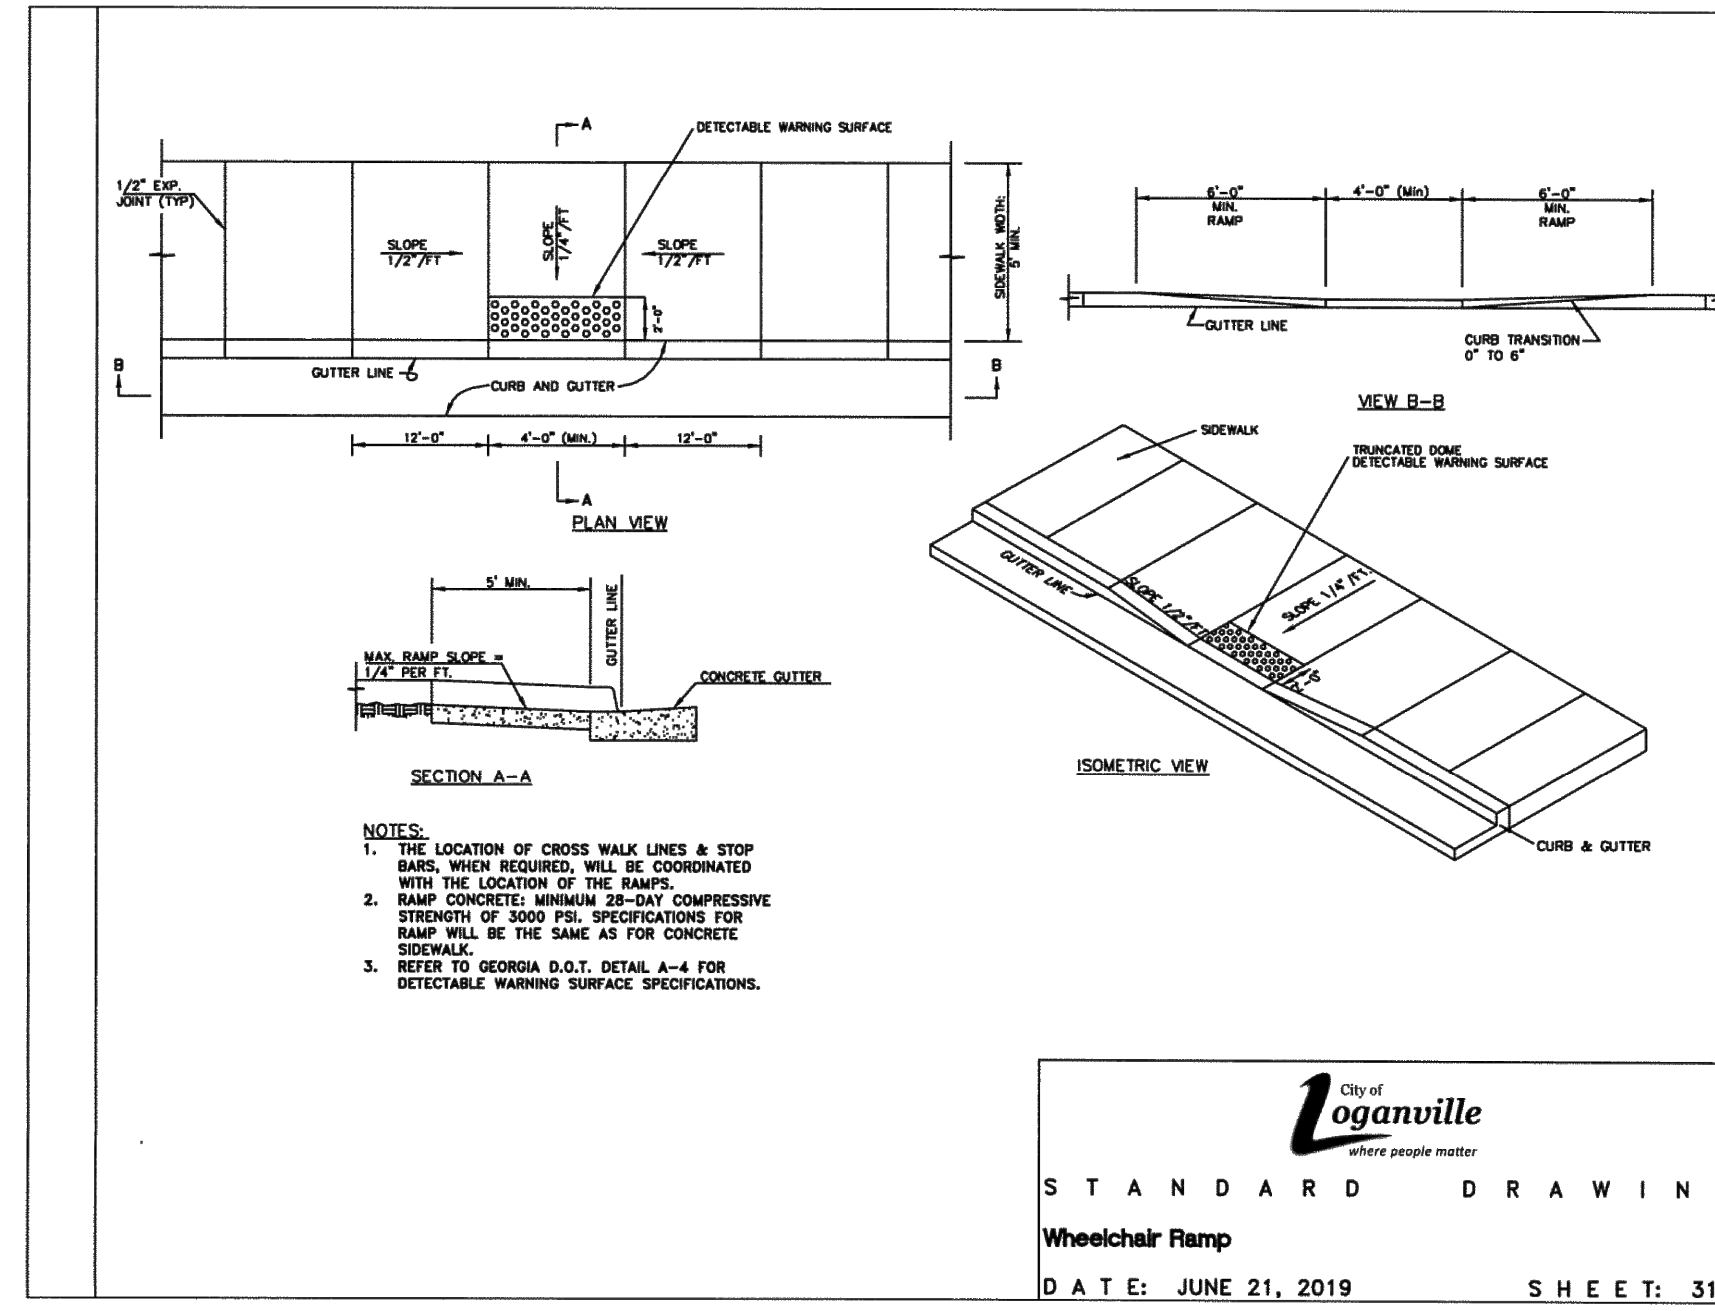 A
DETECTABLE WARNING SURFACE
1/2" EXP.
JOINT (TYP)
SLOPE
1/2"/FT
SLOPE
1/4"/FT
SLOPE
1/2"/FT
2'-0"
SIDEWALK WIDTH:
5' MIN.
B
B
GUTTER LINE
CURB AND GUTTER
12'-0"
4'-0" (MIN.)
12'-0"
A
PLAN VIEW
6'-0"
MIN.
RAMP
4'-0" (Min)
6'-0"
MIN.
RAMP
GUTTER LINE
CURB TRANSITION
0" TO 6"
VIEW B-B
5' MIN.
GUTTER LINE
MAX. RAMP SLOPE =
1/4" PER FT.
CONCRETE GUTTER
SECTION A-A
SIDEWALK
TRUNCATED DOME
DETECTABLE WARNING SURFACE
GUTTER LINE
SLOPE 1/2"/FT
SLOPE 1/4"/FT.
2'-0"
ISOMETRIC VIEW
CURB & GUTTER
NOTES:
1. THE LOCATION OF CROSS WALK LINES & STOP
BARS, WHEN REQUIRED, WILL BE COORDINATED
WITH THE LOCATION OF THE RAMPS.
2. RAMP CONCRETE: MINIMUM 28-DAY COMPRESSIVE
STRENGTH OF 3000 PSI. SPECIFICATIONS FOR
RAMP WILL BE THE SAME AS FOR CONCRETE
SIDEWALK.
3. REFER TO GEORGIA D.O.T. DETAIL A-4 FOR
DETECTABLE WARNING SURFACE SPECIFICATIONS.
City of
Loganville
where people matter
STANDARD DRAWIN
Wheelchair Ramp
DATE: JUNE 21, 2019
SHEET: 31